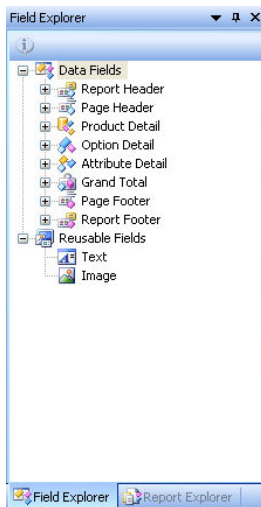 Field Explorer
Data Fields
Report Header
Page Header
Product Detail
Option Detail
Attribute Detail
Grand Total
Page Footer
Report Footer
Reusable Fields
Text
Image
Field Explorer
Report Explorer